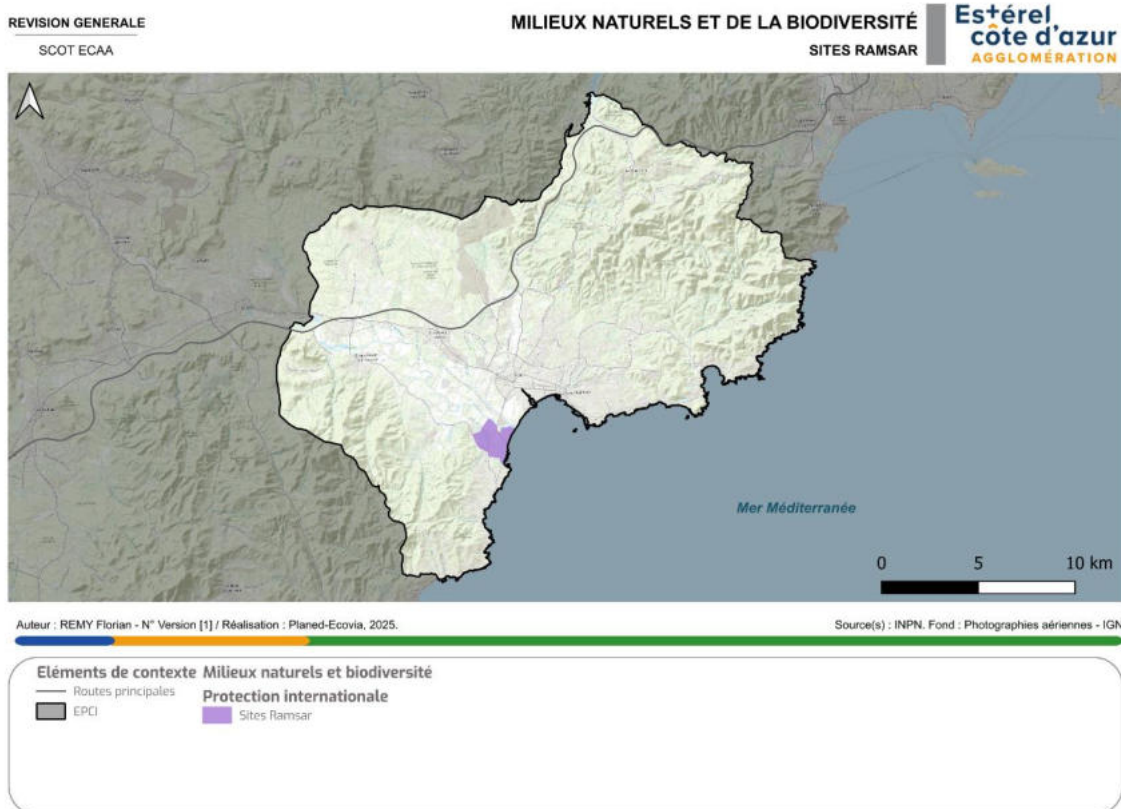 REVISION GENERALE
SCOT ECAA
MILIEUX NATURELS ET DE LA BIODIVERSITÉ
SITES RAMSAR
Estérel
côte d'azur
AGGLOMÉRATION
Mer Méditerranée
0 5 10 km
Auteur : REMY Florian - N° Version [1] / Réalisation : Planed-Ecovia, 2025.
Source(s) : INPN. Fond : Photographies aériennes - IGN
Eléments de contexte
Routes principales
EPCI
Milieux naturels et biodiversité
Protection internationale
Sites Ramsar